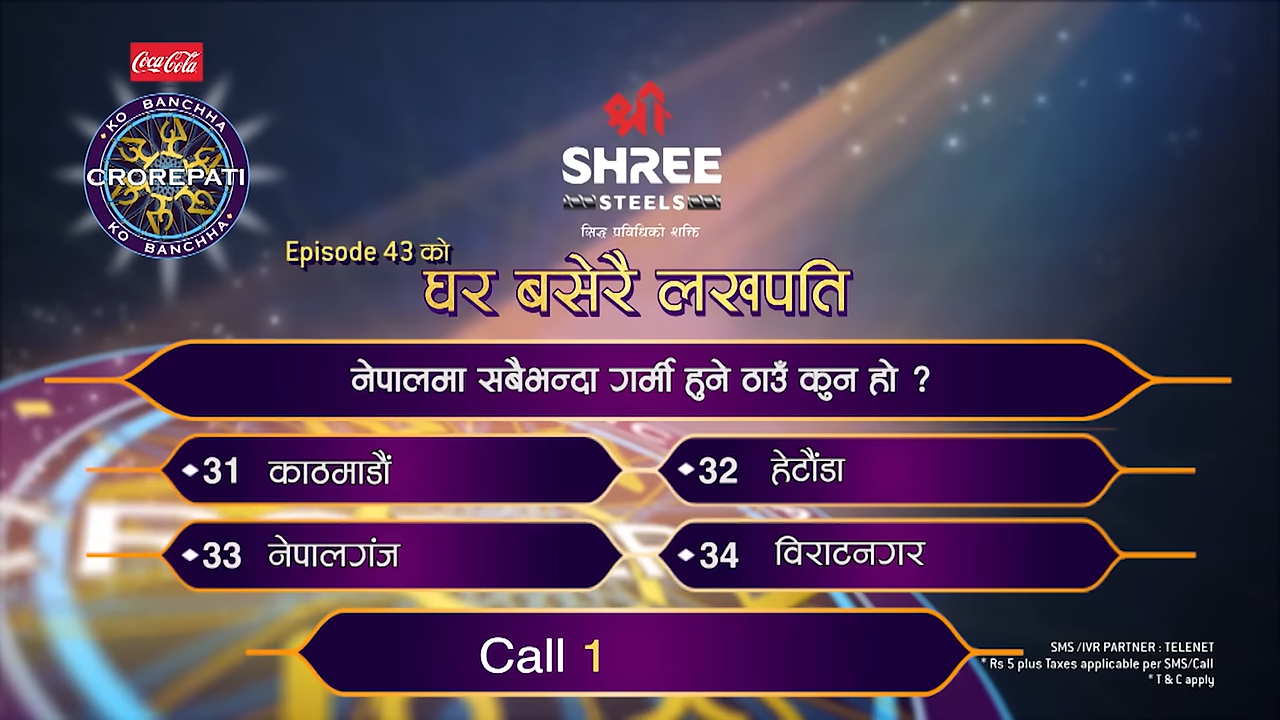 Coca-Cola
KO BANCHHA
CROREPATI
KO BANCHHA
श्री
SHREE
STEELS
सिद्ध प्रविधिको शक्ति
Episode 43 को
घर बसेरै लखपति
नेपालमा सबैभन्दा गर्मी हुने ठाउँ कुन हो ?
31 काठमाडौं
32 हेटौंडा
33 नेपालगंज
34 विराटनगर
Call 1
SMS /IVR PARTNER : TELENET
* Rs 5 plus Taxes applicable per SMS/Call
* T & C apply